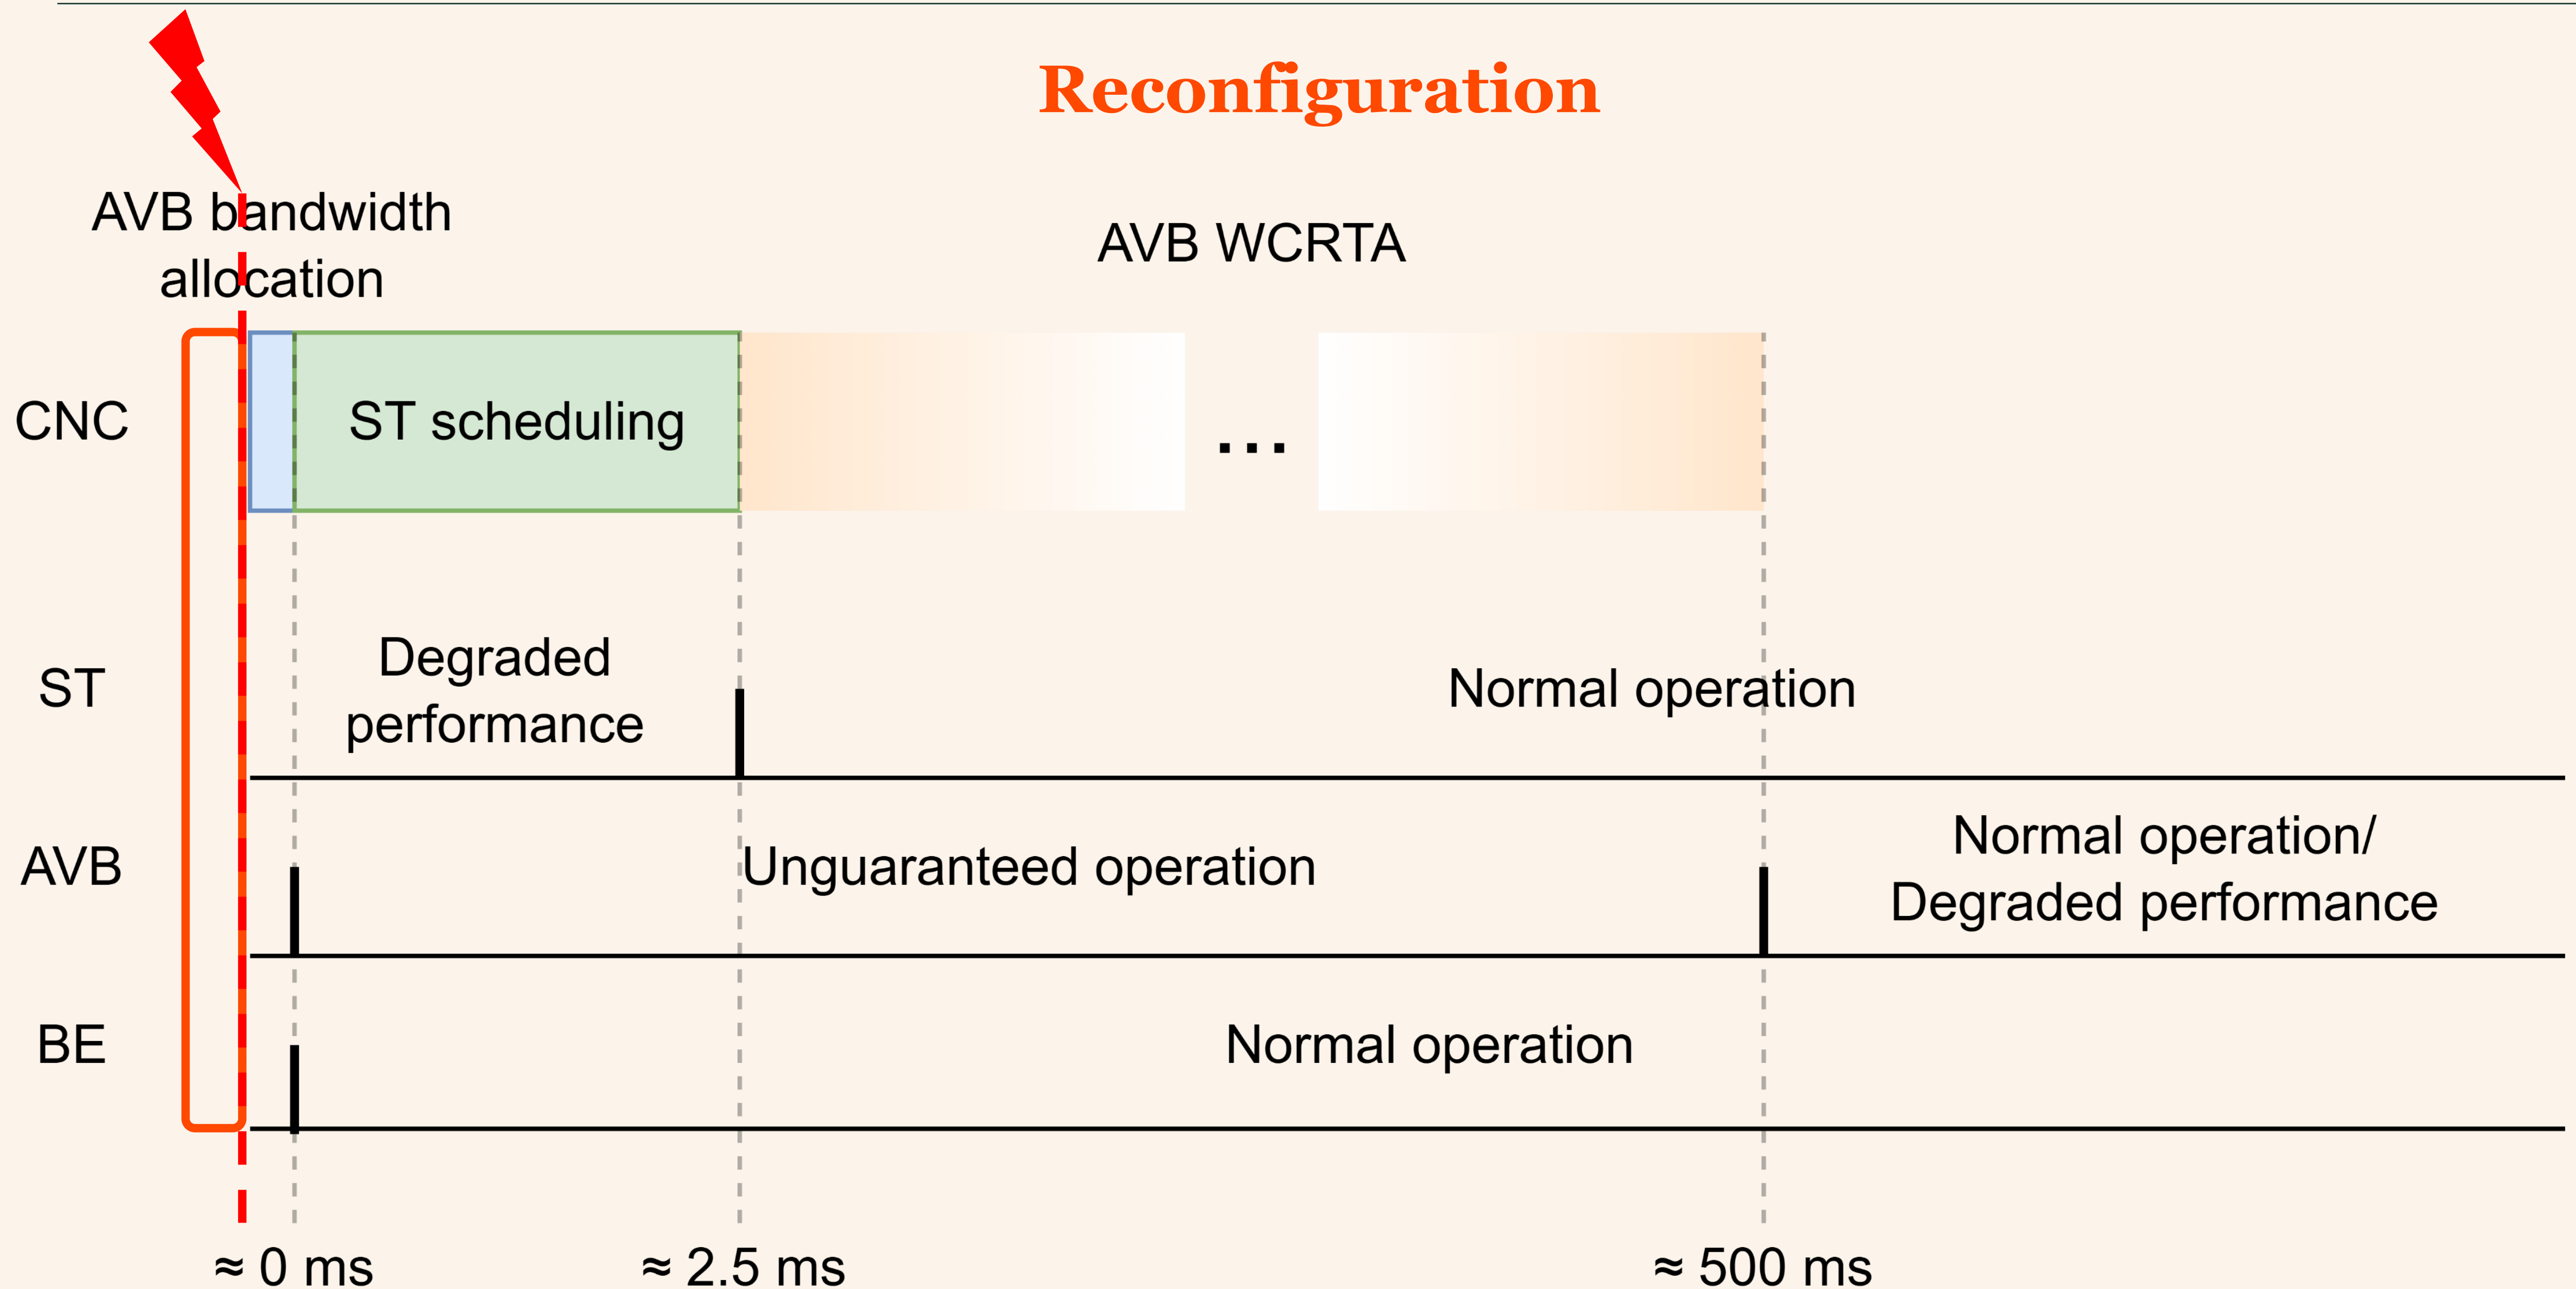 Reconfiguration
AVB bandwidth
allocation
AVB WCRTA
CNC
ST scheduling
...
ST
Degraded
performance
Normal operation
AVB
Unguaranteed operation
Normal operation/
Degraded performance
BE
Normal operation
≈ 0 ms
≈ 2.5 ms
≈ 500 ms